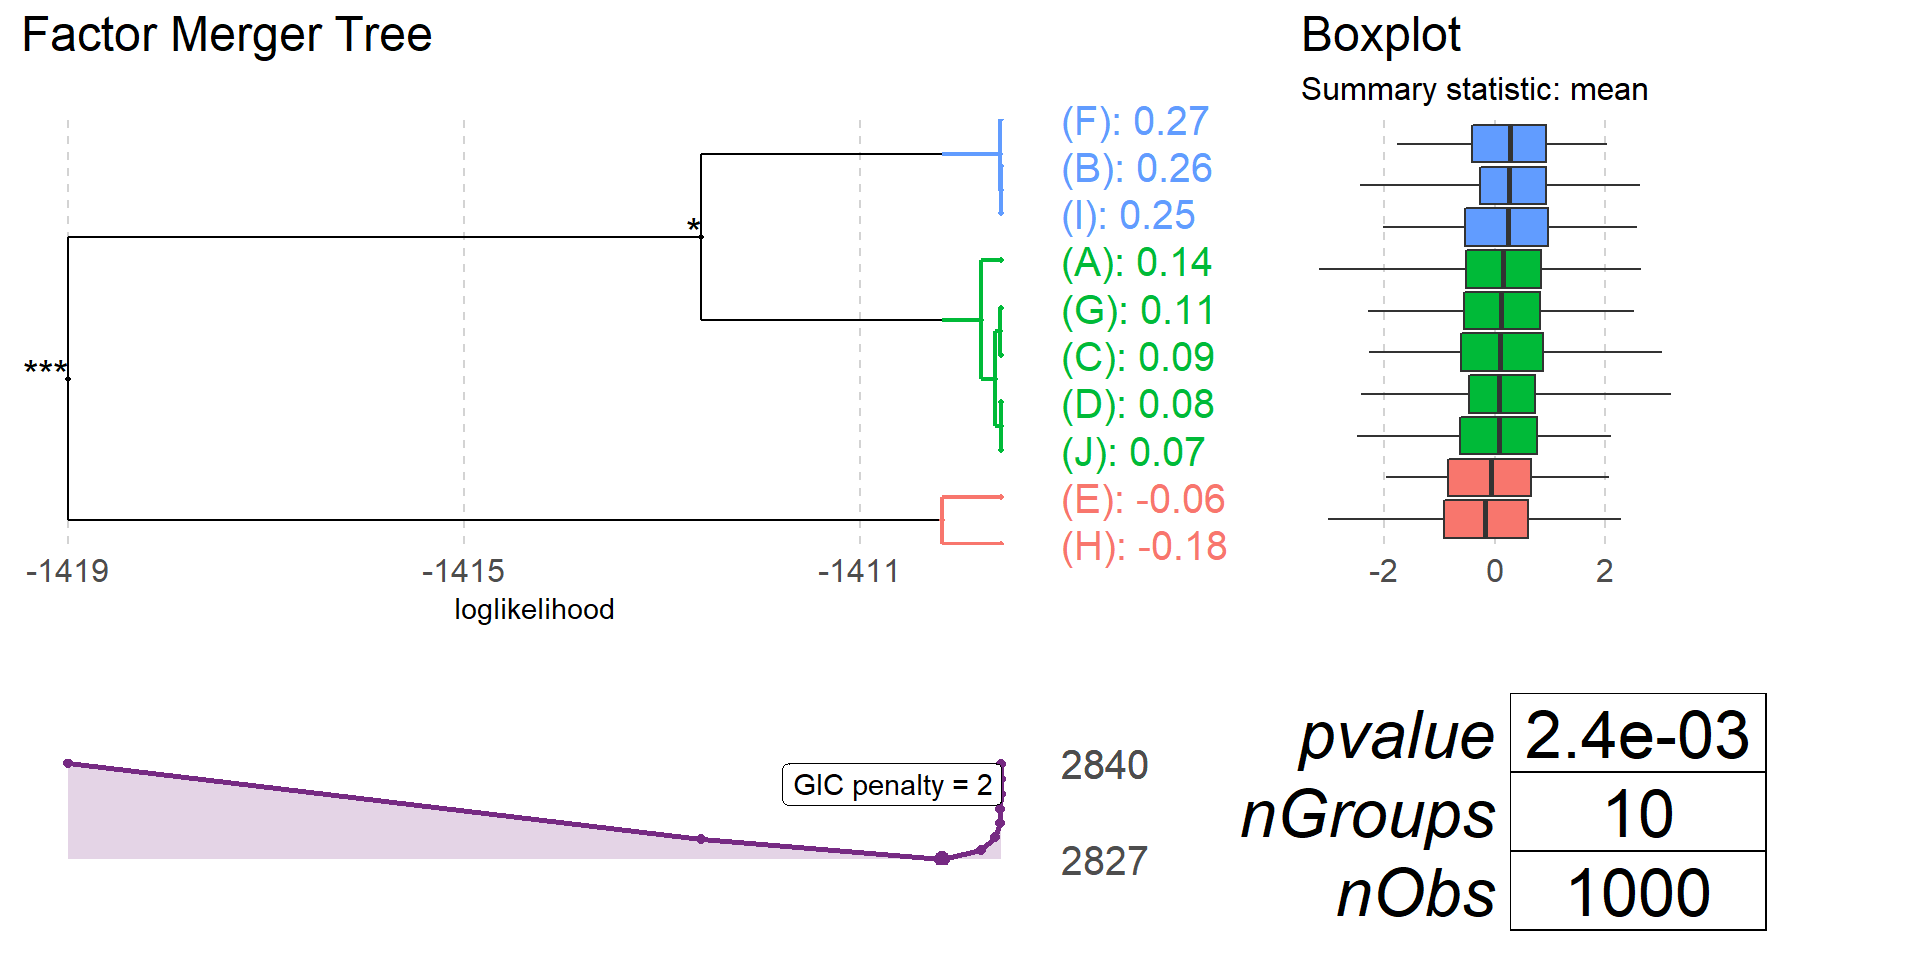 Factor Merger Tree
(F): 0.27
(B): 0.26
(I): 0.25
(A): 0.14
(G): 0.11
(C): 0.09
(D): 0.08
(J): 0.07
(E): -0.06
(H): -0.18
*
***
-1419 -1415 -1411
loglikelihood
Boxplot
Summary statistic: mean
-2 0 2
GIC penalty = 2
2840
2827
pvalue 2.4e-03
nGroups 10
nObs 1000